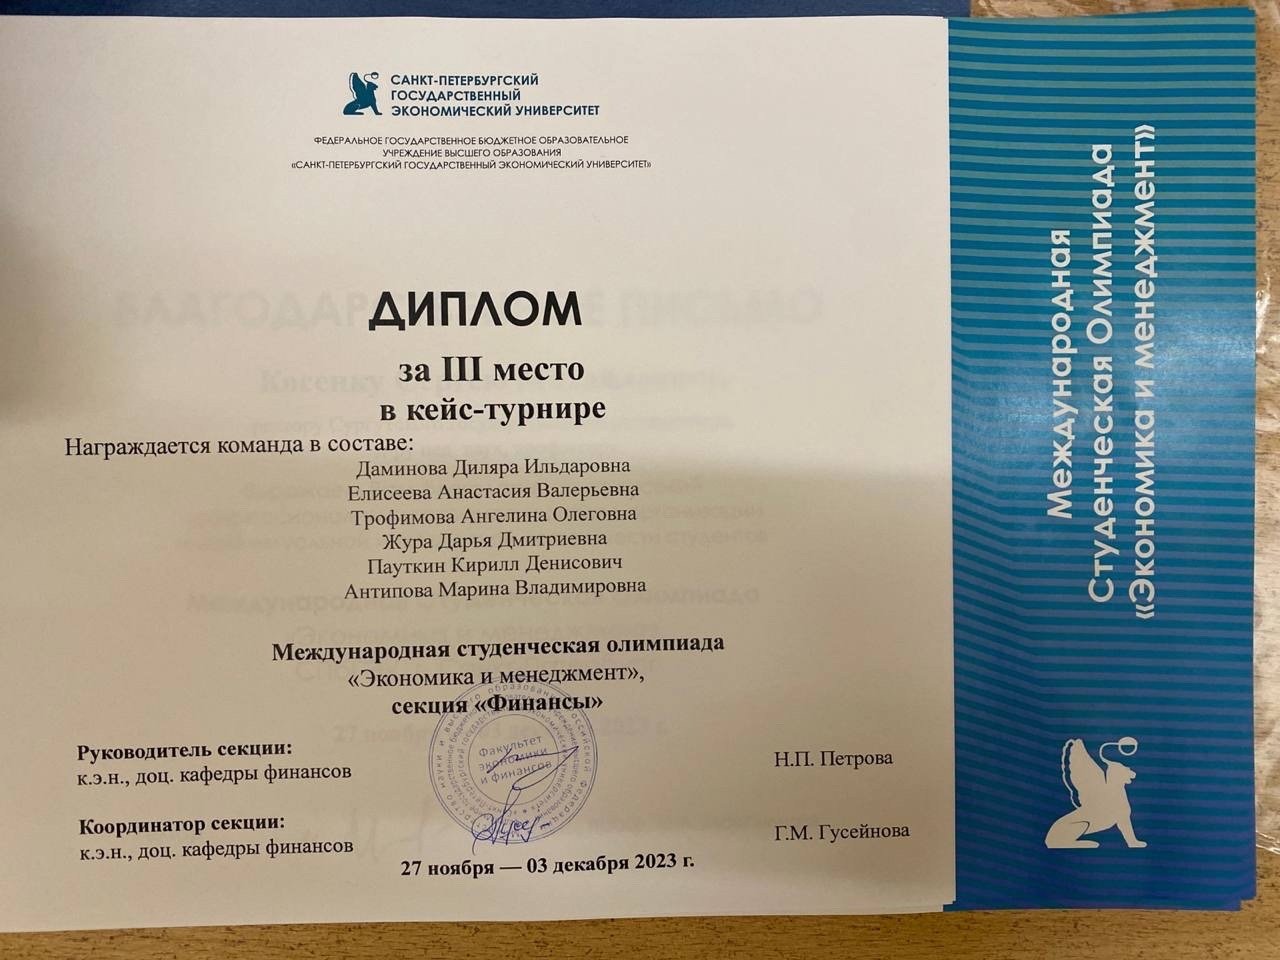 САНКТ-ПЕТЕРБУРГСКИЙ
ГОСУДАРСТВЕННЫЙ
ЭКОНОМИЧЕСКИЙ УНИВЕРСИТЕТ
ФЕДЕРАЛЬНОЕ ГОСУДАРСТВЕННОЕ БЮДЖЕТНОЕ ОБРАЗОВАТЕЛЬНОЕ
УЧРЕЖДЕНИЕ ВЫСШЕГО ОБРАЗОВАНИЯ
«САНКТ-ПЕТЕРБУРГСКИЙ ГОСУДАРСТВЕННЫЙ ЭКОНОМИЧЕСКИЙ УНИВЕРСИТЕТ»
ДИПЛОМ
за III место
в кейс-турнире
Награждается команда в составе:
Даминова Диляра Ильдаровна
Елисеева Анастасия Валерьевна
Трофимова Ангелина Олеговна
Жура Дарья Дмитриевна
Пауткин Кирилл Денисович
Антипова Марина Владимировна
Международная студенческая олимпиада
«Экономика и менеджмент»,
секция «Финансы»
Факультет
экономики
и финансов
Руководитель секции:
к.э.н., доц. кафедры финансов
Н.П. Петрова
Координатор секции:
к.э.н., доц. кафедры финансов
Г.М. Гусейнова
27 ноября — 03 декабря 2023 г.
Международная
Студенческая Олимпиада
«Экономика и менеджмент»